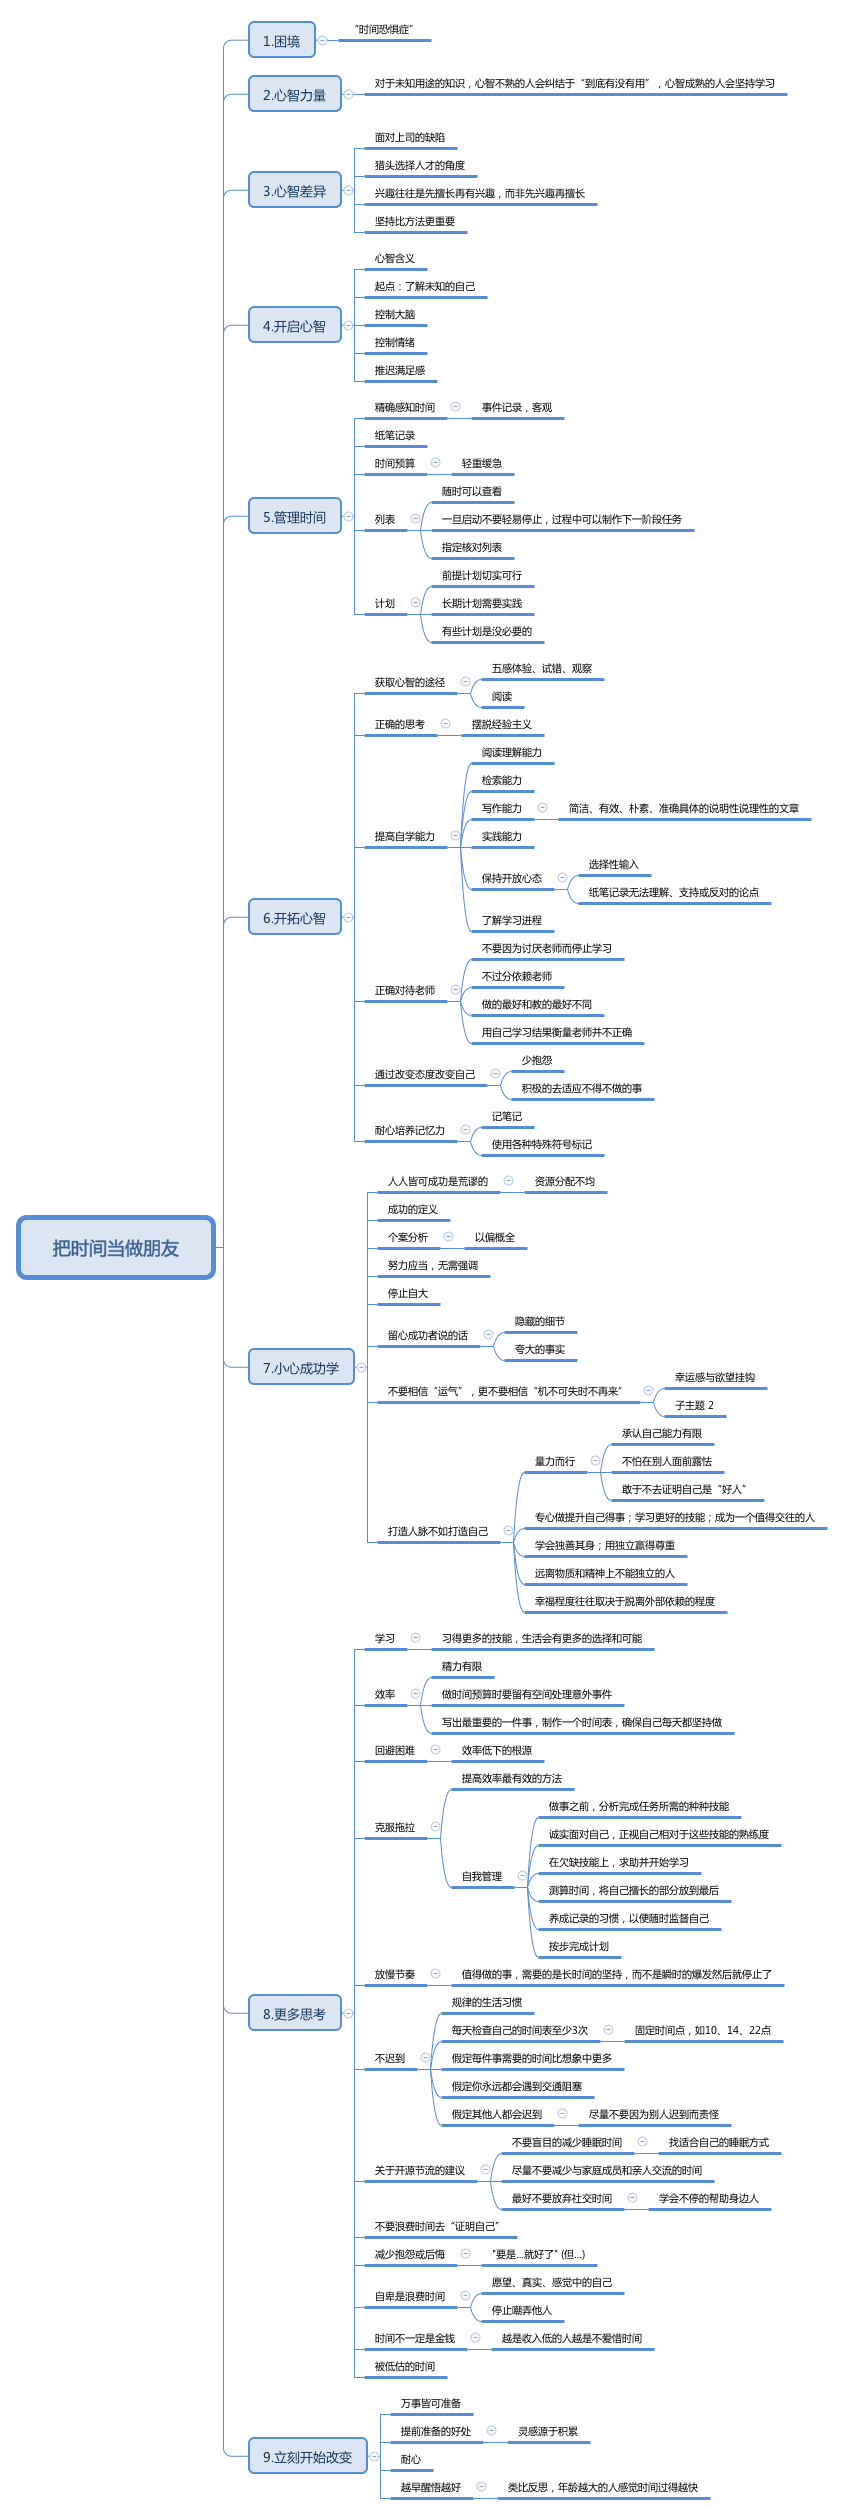 把时间当做朋友
1.困境
“时间恐惧症”
2.心智力量
对于未知用途的知识，心智不熟的人会纠结于“到底有没有用”，心智成熟的人会坚持学习
3.心智差异
面对上司的缺陷
猎头选择人才的角度
兴趣往往是先擅长再有兴趣，而非先兴趣再擅长
坚持比方法更重要
4.开启心智
心智含义
起点：了解未知的自己
控制大脑
控制情绪
推迟满足感
5.管理时间
精确感知时间
事件记录，客观
纸笔记录
时间预算
轻重缓急
列表
随时可以查看
一旦启动不要轻易停止，过程中可以制作下一阶段任务
指定核对列表
计划
前提计划切实可行
长期计划需要实践
有些计划是没必要的
6.开拓心智
获取心智的途径
五感体验、试错、观察
阅读
正确的思考
摆脱经验主义
提高自学能力
阅读理解能力
检索能力
写作能力
简洁、有效、朴素、准确具体的说明性说理性的文章
实践能力
保持开放心态
选择性输入
纸笔记录无法理解、支持或反对的论点
了解学习进程
正确对待老师
不要因为讨厌老师而停止学习
不过分依赖老师
做的最好和教的最好不同
用自己学习结果衡量老师并不正确
通过改变态度改变自己
少抱怨
积极的去适应不得不做的事
耐心培养记忆力
记笔记
使用各种特殊符号标记
7.小心成功学
人人皆可成功是荒谬的
资源分配不均
成功的定义
个案分析
以偏概全
努力应当，无需强调
停止自大
留心成功者说的话
隐藏的细节
夸大的事实
不要相信“运气”，更不要相信“机不可失时不再来”
幸运感与欲望挂钩
子主题 2
打造人脉不如打造自己
量力而行
承认自己能力有限
不怕在别人面前露怯
敢于不去证明自己是“好人”
专心做提升自己得事；学习更好的技能；成为一个值得交往的人
学会独善其身；用独立赢得尊重
远离物质和精神上不能独立的人
幸福程度往往取决于脱离外部依赖的程度
8.更多思考
学习
习得更多的技能，生活会有更多的选择和可能
效率
精力有限
做时间预算时要留有空间处理意外事件
写出最重要的一件事，制作一个时间表，确保自己每天都坚持做
回避困难
效率低下的根源
克服拖拉
提高效率最有效的方法
自我管理
做事之前，分析完成任务所需的种种技能
诚实面对自己，正视自己相对于这些技能的熟练度
在欠缺技能上，求助并开始学习
测算时间，将自己擅长的部分放到最后
养成记录的习惯，以便随时监督自己
按步完成计划
放慢节奏
值得做的事，需要的是长时间的坚持，而不是瞬时的爆发然后就停止了
不迟到
规律的生活习惯
每天检查自己的时间表至少3次
固定时间点，如10、14、22点
假定每件事需要的时间比想象中更多
假定你永远都会遇到交通阻塞
假定其他人都会迟到
尽量不要因为别人迟到而责怪
关于开源节流的建议
不要盲目的减少睡眠时间
找适合自己的睡眠方式
尽量不要减少与家庭成员和亲人交流的时间
最好不要放弃社交时间
学会不停的帮助身边人
不要浪费时间去“证明自己”
减少抱怨或后悔
"要是...就好了" (但...)
自卑是浪费时间
愿望、真实、感觉中的自己
停止嘲弄他人
时间不一定是金钱
越是收入低的人越是不爱惜时间
被低估的时间
9.立刻开始改变
万事皆可准备
提前准备的好处
灵感源于积累
耐心
越早醒悟越好
类比反思，年龄越大的人感觉时间过得越快